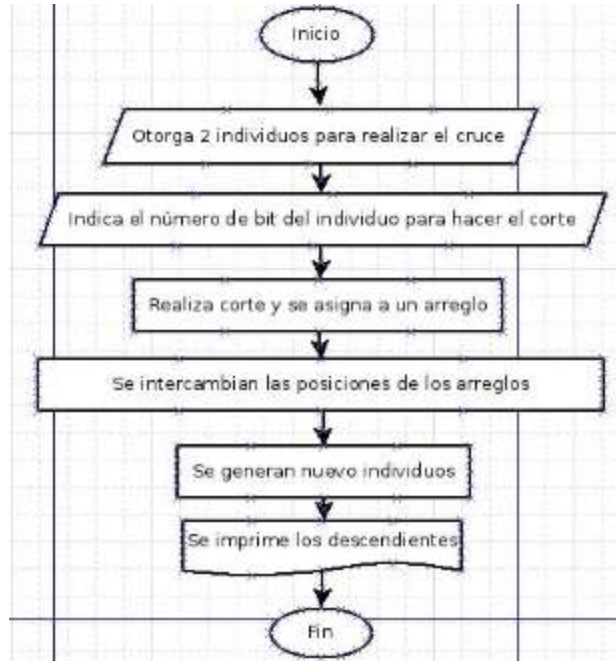 Inicio
Otorga 2 individuos para realizar el cruce
Indica el número de bit del individuo para hacer el corte
Realiza corte y se asigna a un arreglo
Se intercambian las posiciones de los arreglos
Se generan nuevo individuos
Se imprime los descendientes
Fin